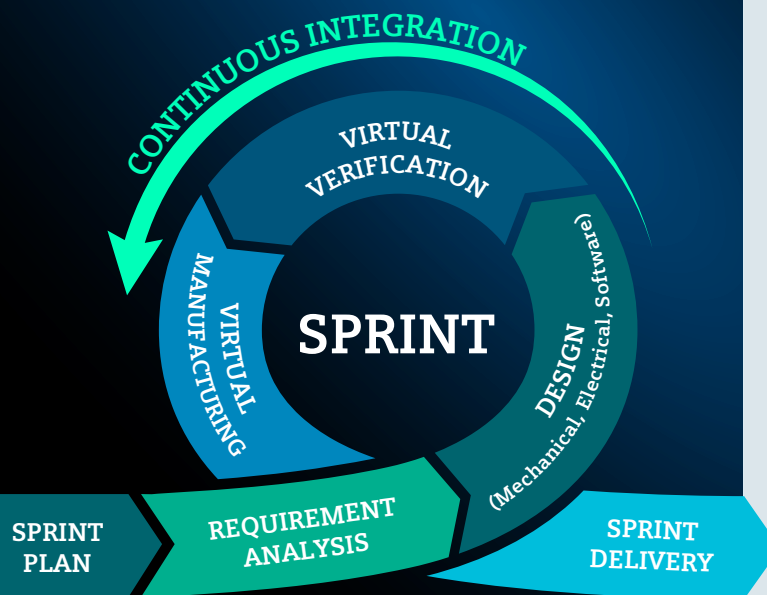 CONTINUOUS INTEGRATION
VIRTUAL
VERIFICATION
VIRTUAL
MANUFACTURING
SPRINT
DESIGN
(Mechanical, Electrical, Software)
SPRINT
PLAN
REQUIREMENT
ANALYSIS
SPRINT
DELIVERY